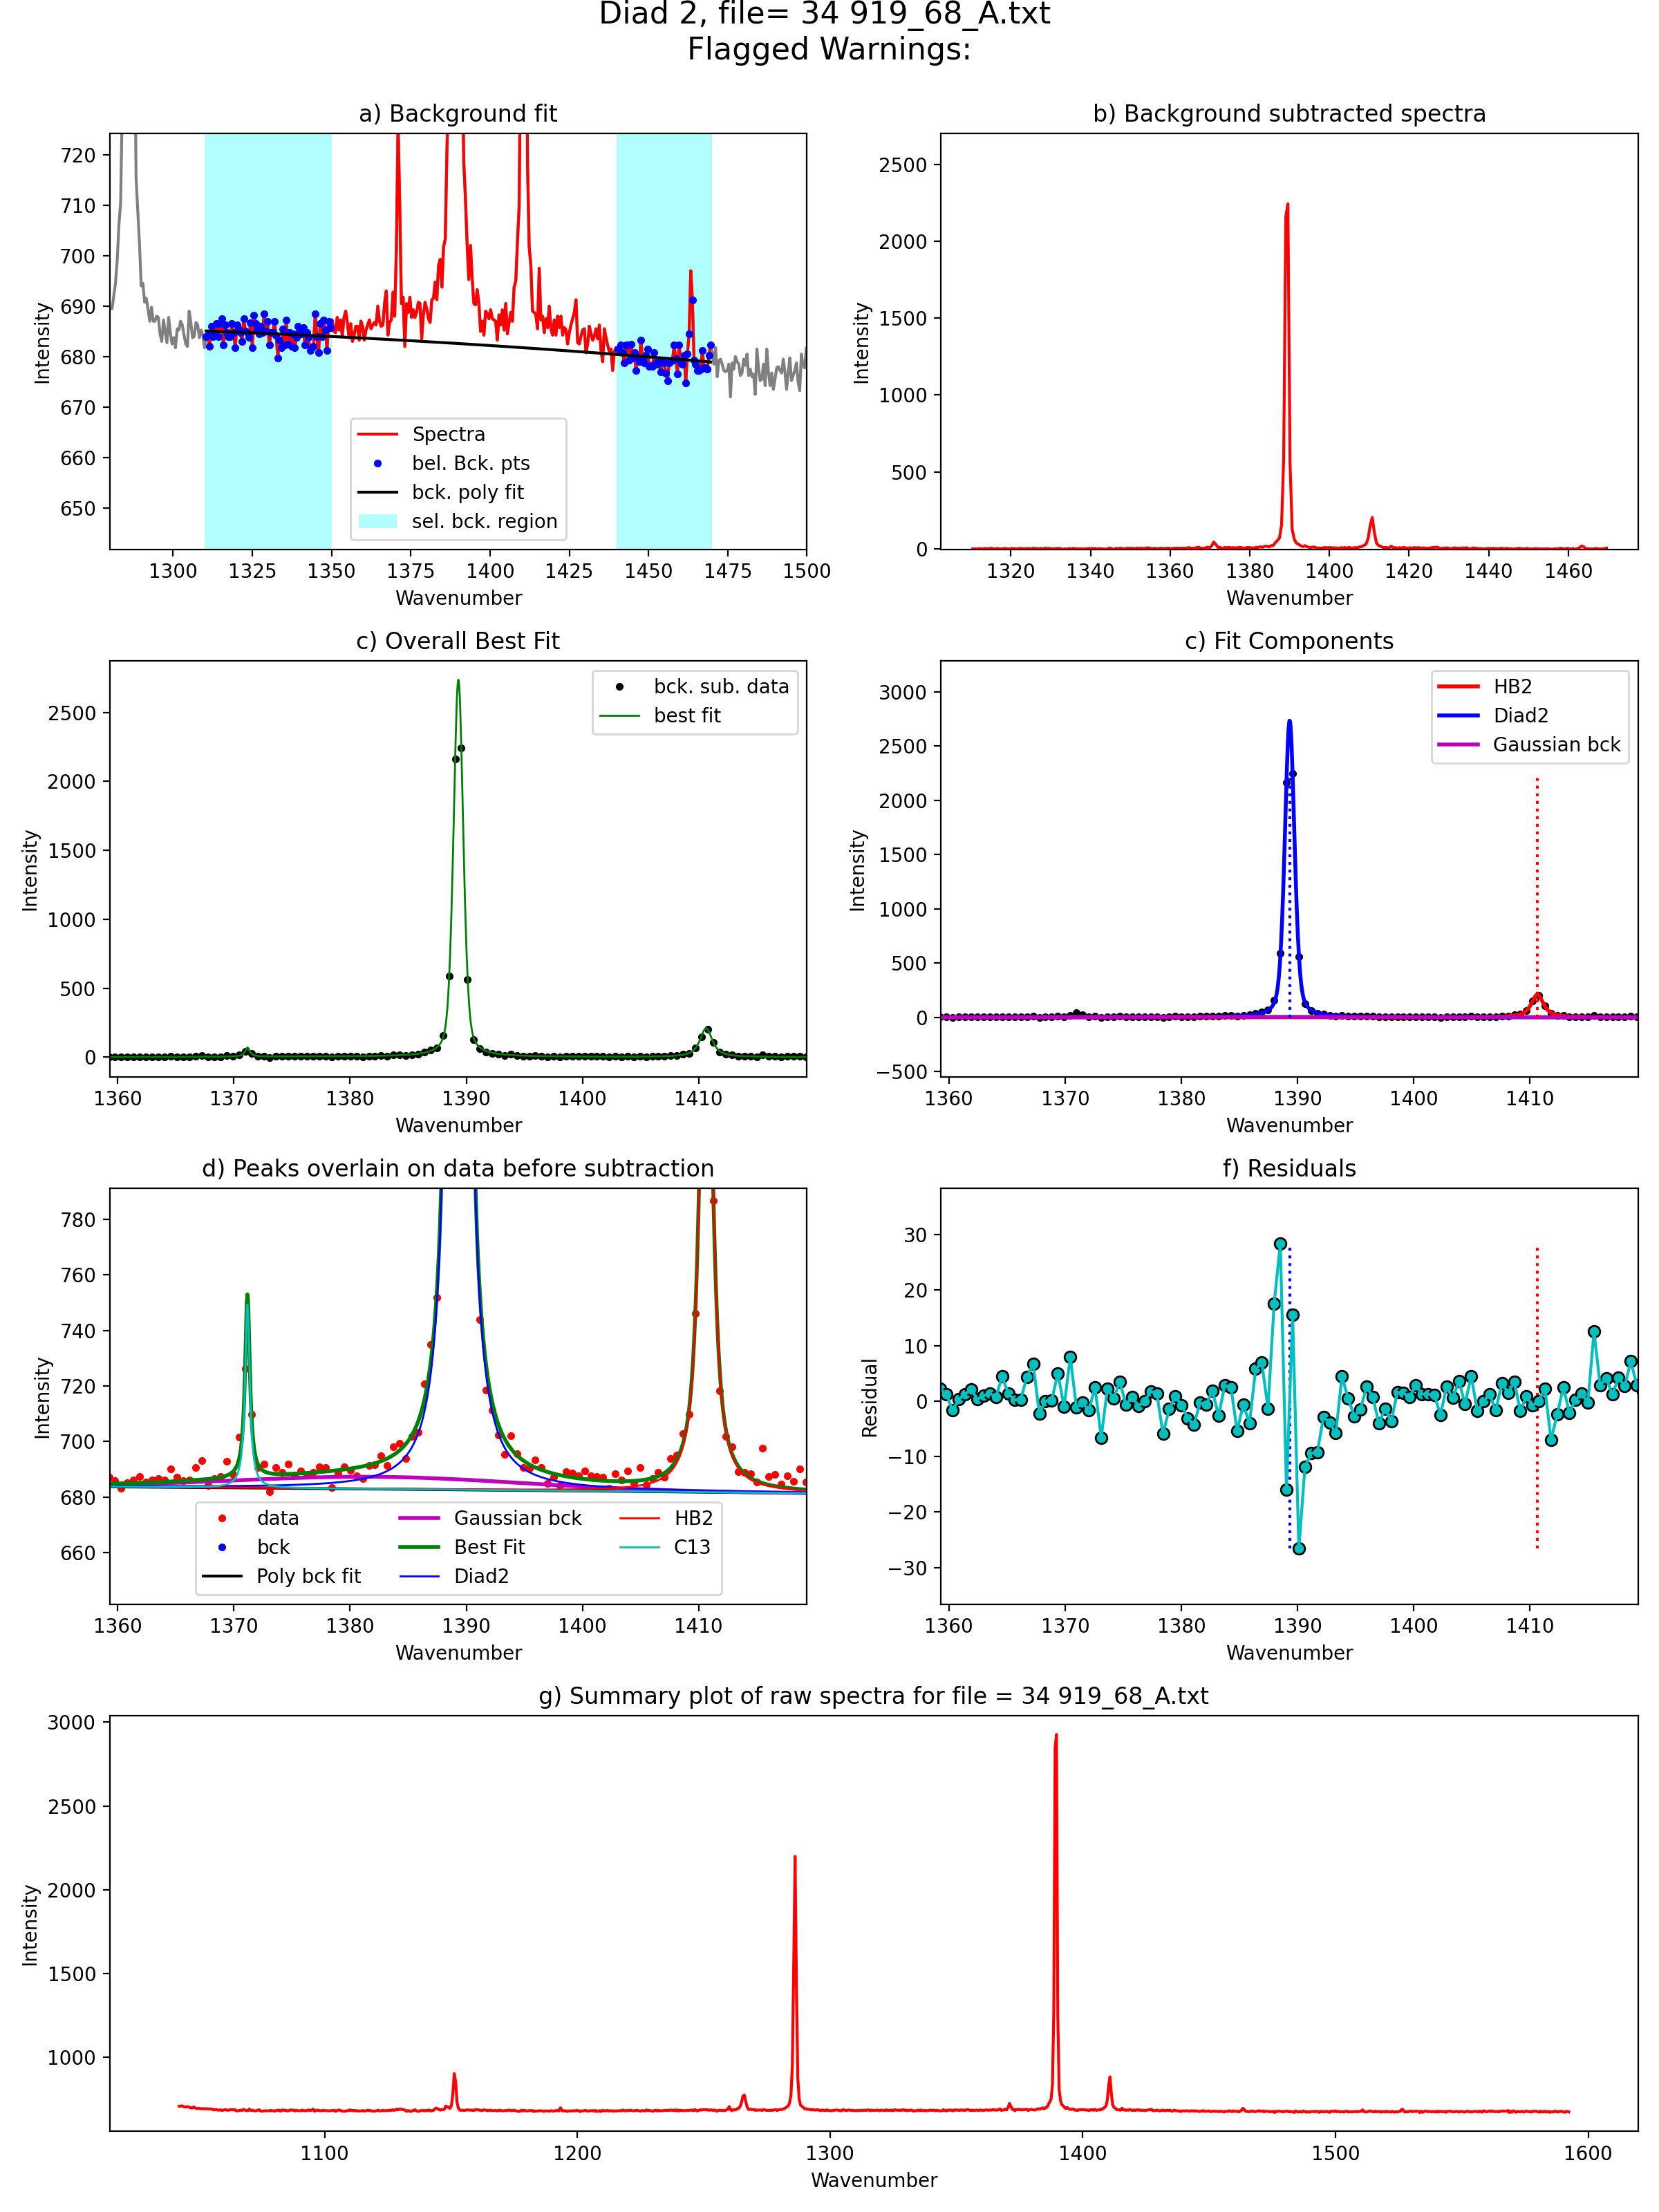 Diad 2, file= 34 919_68_A.txt
Flagged Warnings:
a) Background fit
720
710
700
690
680
670
660
650
Intensity
Spectra
bel. Bck. pts
bck. poly fit
sel. bck. region
1300 1325 1350 1375 1400 1425 1450 1475 1500
Wavenumber
b) Background subtracted spectra
2500
2000
1500
1000
500
0
Intensity
1320 1340 1360 1380 1400 1420 1440 1460
Wavenumber
c) Overall Best Fit
2500
2000
1500
1000
500
0
Intensity
bck. sub. data
best fit
1360 1370 1380 1390 1400 1410
Wavenumber
c) Fit Components
3000
2500
2000
1500
1000
500
0
−500
Intensity
HB2
Diad2
Gaussian bck
1360 1370 1380 1390 1400 1410
Wavenumber
d) Peaks overlain on data before subtraction
780
760
740
720
700
680
660
Intensity
data
bck
Poly bck fit
Gaussian bck
Best Fit
Diad2
HB2
C13
1360 1370 1380 1390 1400 1410
Wavenumber
f) Residuals
30
20
10
0
−10
−20
−30
Residual
1360 1370 1380 1390 1400 1410
Wavenumber
g) Summary plot of raw spectra for file = 34 919_68_A.txt
3000
2500
2000
1500
1000
Intensity
1100 1200 1300 1400 1500 1600
Wavenumber